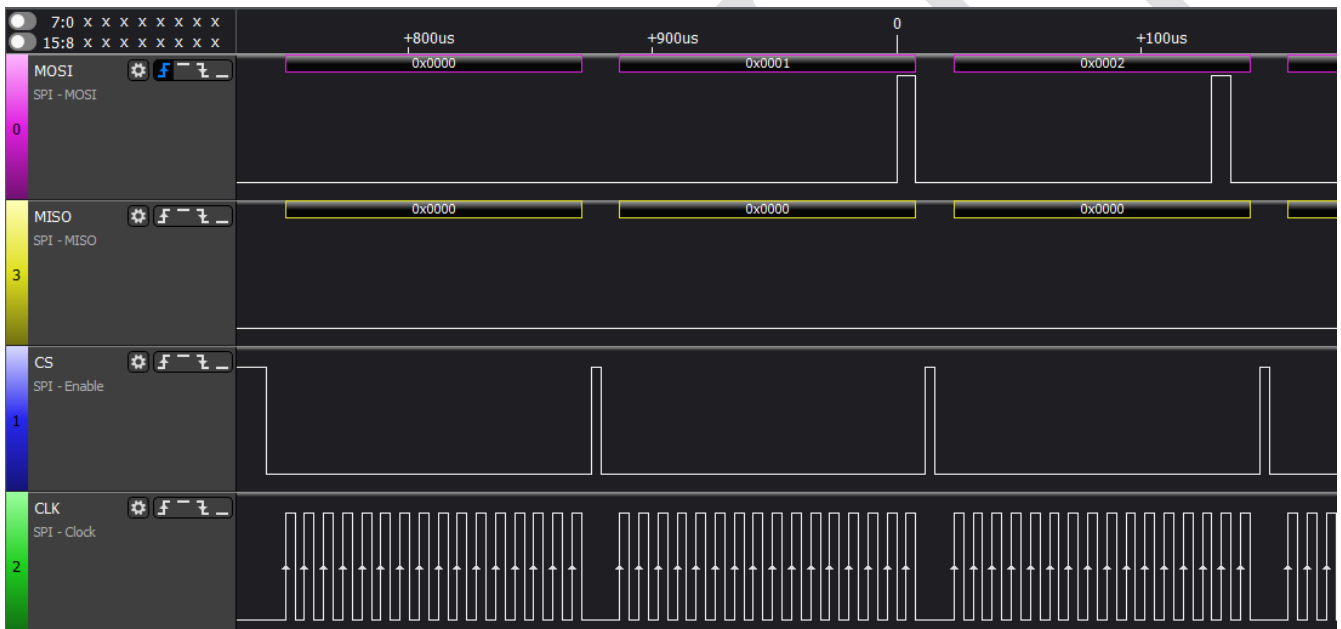 7:0 x x x x x x x x
15:8 x x x x x x x x
+800us +900us 0 +100us
MOSI
SPI - MOSI
0
0x0000 0x0001 0x0002
MISO
SPI - MISO
3
0x0000 0x0000 0x0000
CS
SPI - Enable
1
CLK
SPI - Clock
2